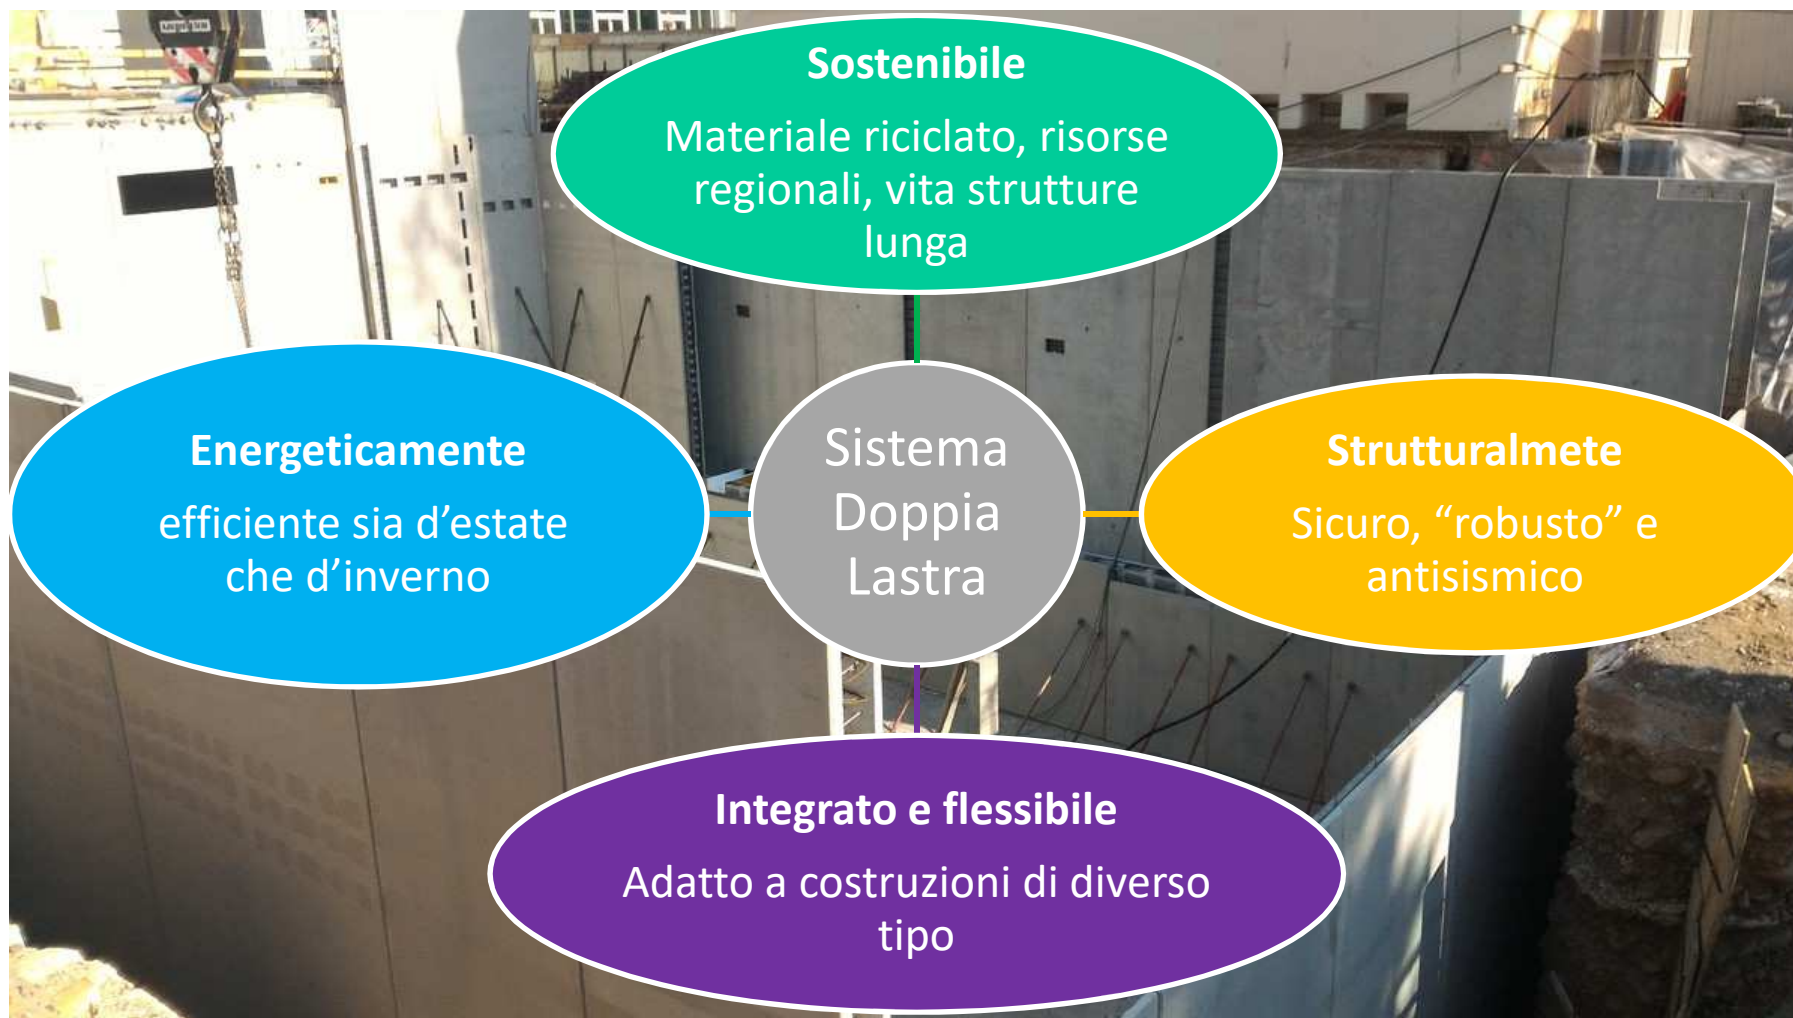 Sostenibile
Materiale riciclato, risorse
regionali, vita strutture
lunga
Energeticamente
efficiente sia d’estate
che d’inverno
Sistema
Doppia
Lastra
Strutturalmete
Sicuro, “robusto” e
antisismico
Integrato e flessibile
Adatto a costruzioni di diverso
tipo